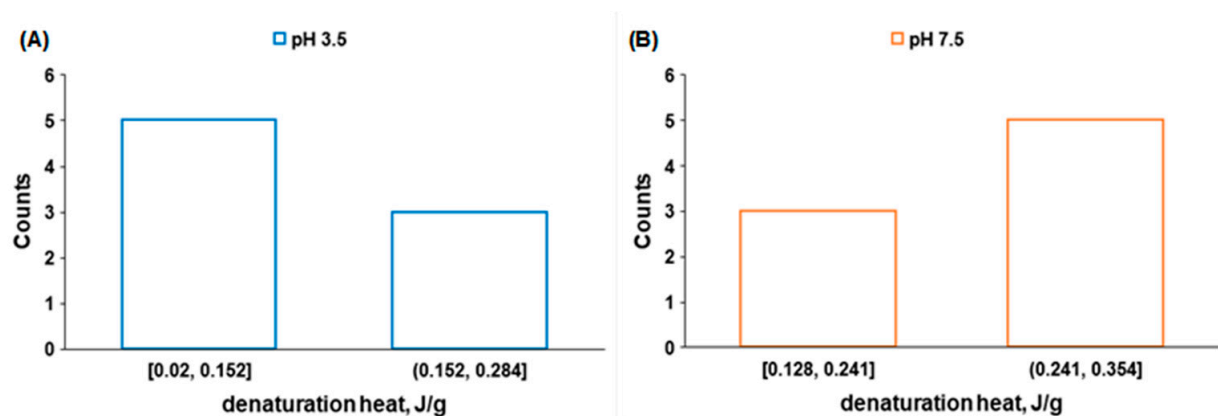 (A)
pH 3.5
6
5
4
3
2
1
0
Counts
[0.02, 0.152]
(0.152, 0.284]
denaturation heat, J/g
(B)
pH 7.5
6
5
4
3
2
1
0
Counts
[0.128, 0.241]
(0.241, 0.354]
denaturation heat, J/g